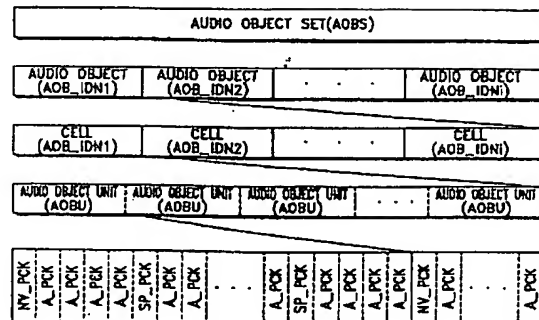 AUDIO OBJECT SET(AOBS)
AUDIO OBJECT AUDIO OBJECT . . . AUDIO OBJECT
(AOB_IDN1) (AOB_IDN2) (AOB_IDNi)
CELL CELL . . . CELL
(AOB_IDN1) (AOB_IDN2) (AOB_IDNi)
AUDIO OBJECT UNIT AUDIO OBJECT UNIT AUDIO OBJECT UNIT . . . AUDIO OBJECT UNIT
(AOBU) (AOBU) (AOBU) (AOBU)
NV_PCK A_PCK A_PCK A_PCK A_PCK SP_PCK A_PCK A_PCK . . . A_PCK SP_PCK A_PCK A_PCK A_PCK A_PCK NV_PCK A_PCK . . . A_PCK